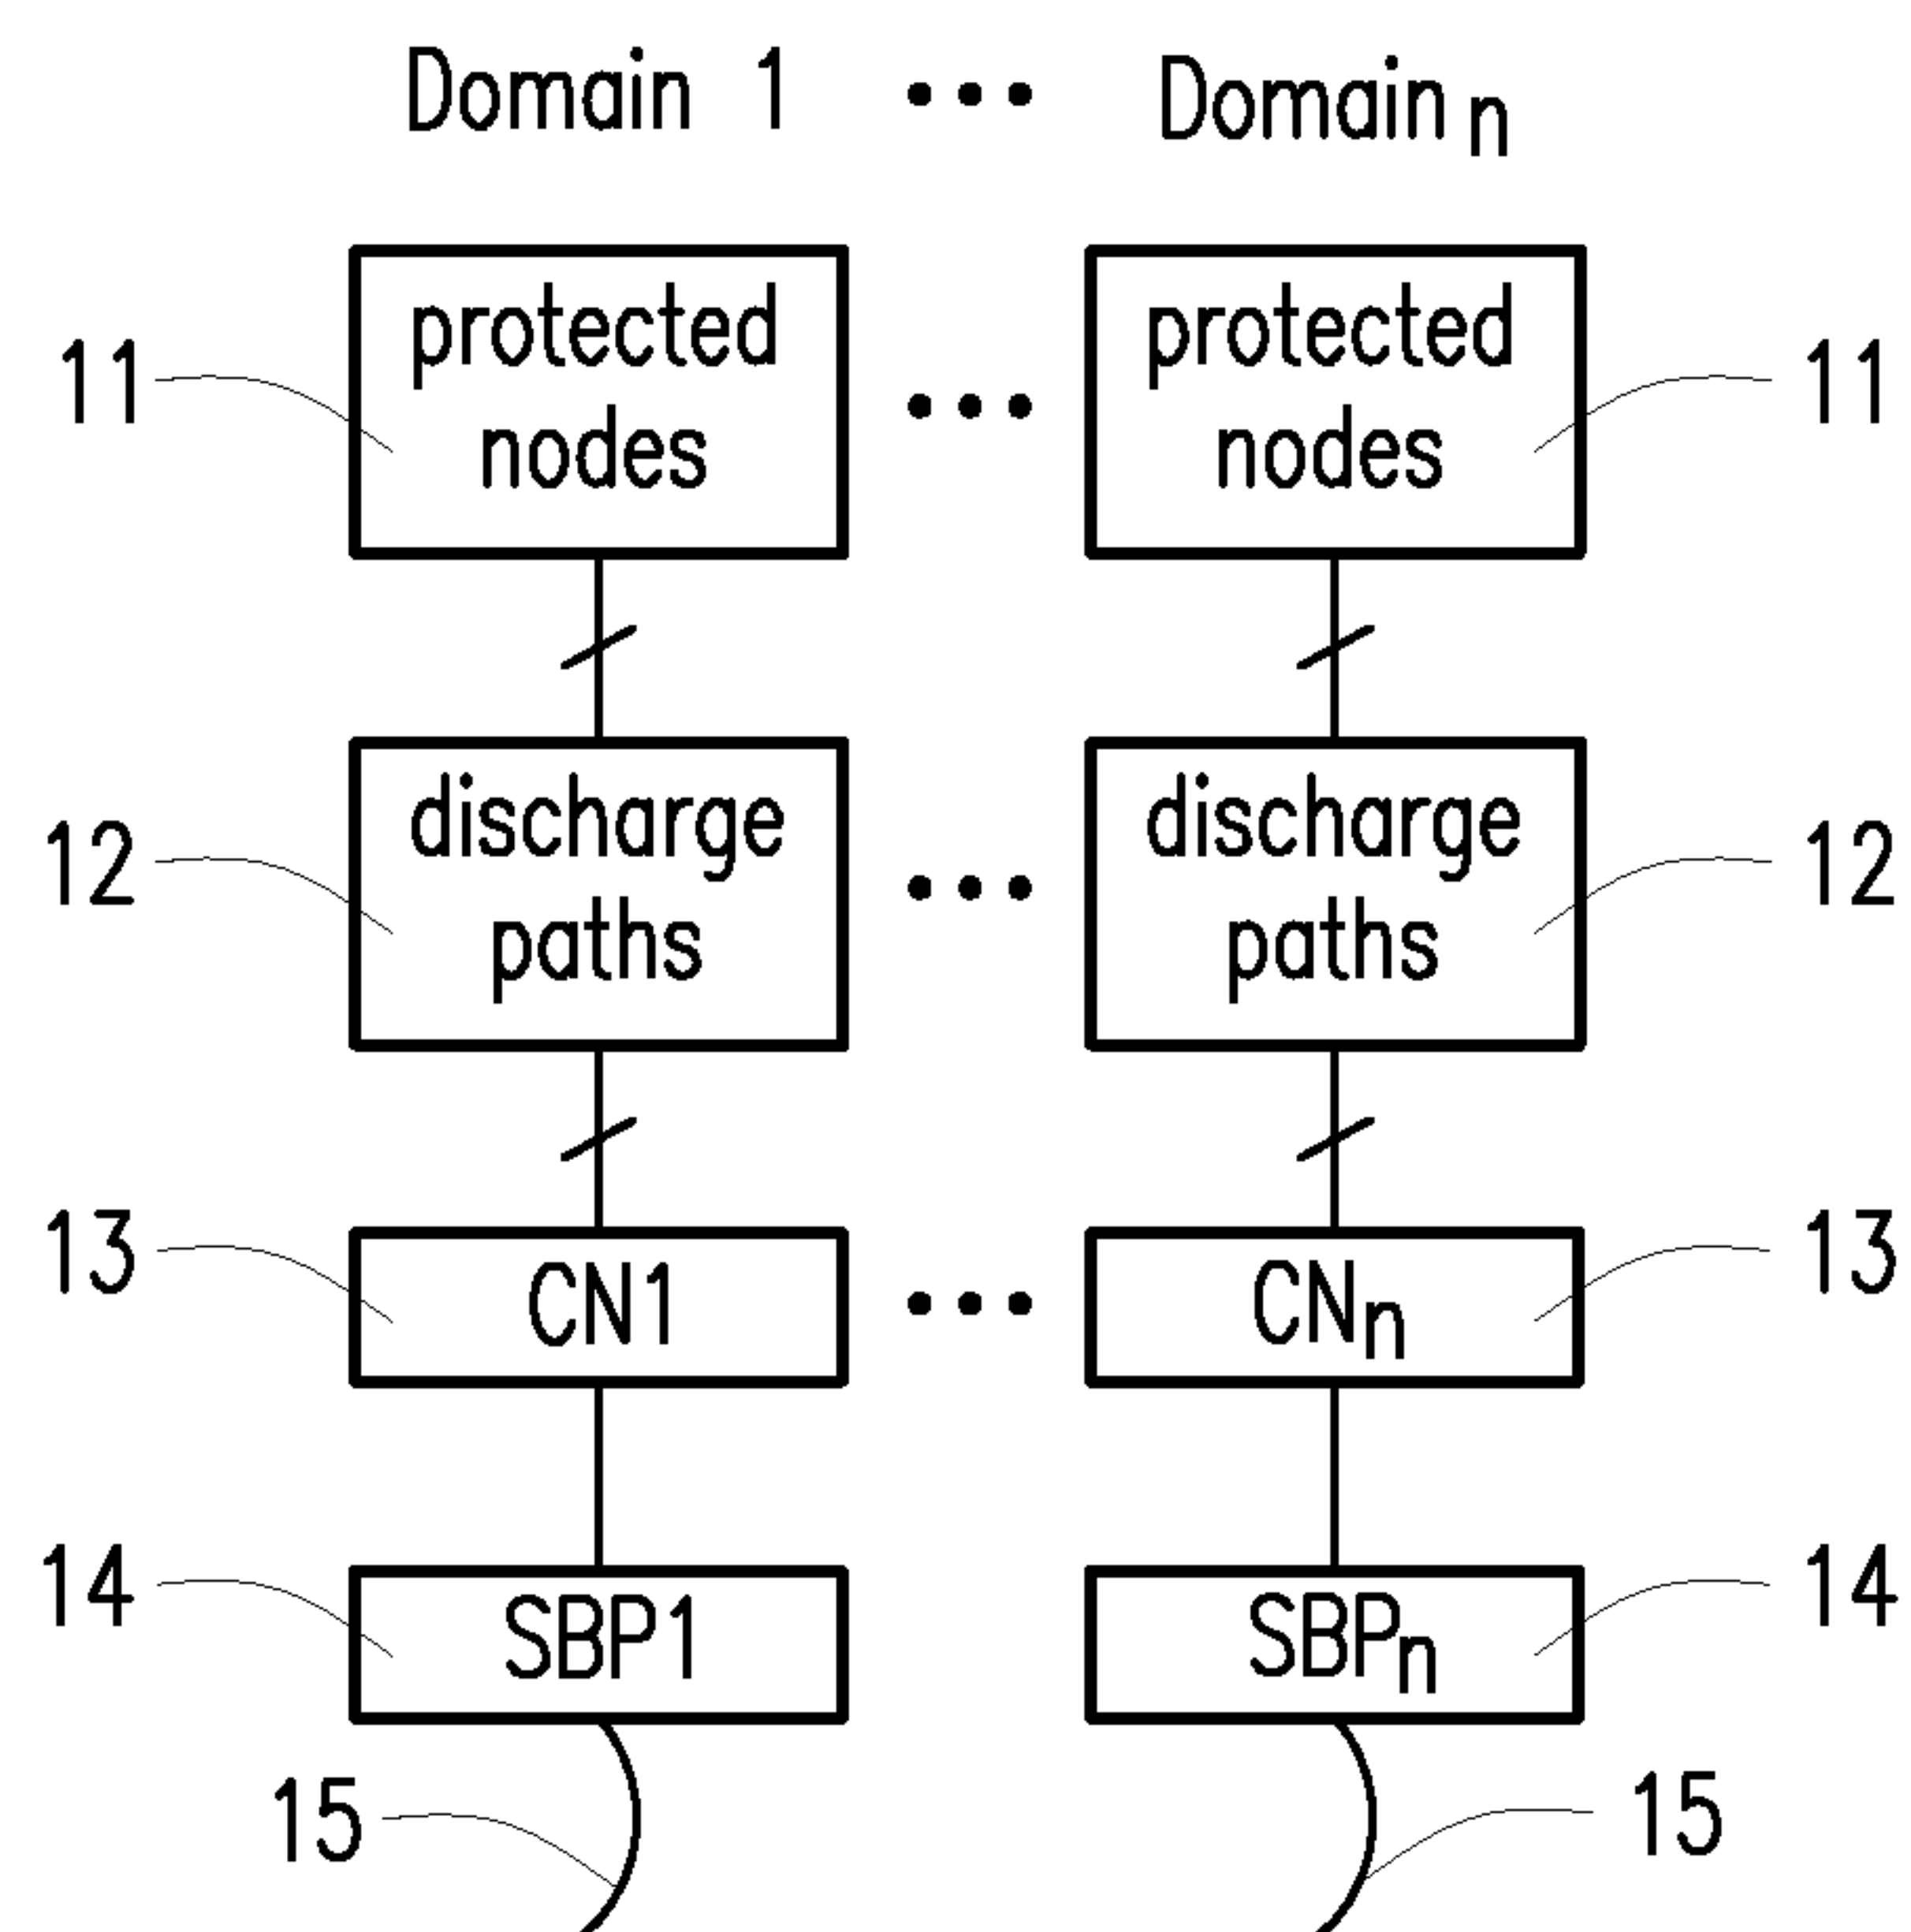 Domain 1 ••• Domain n
11 protected nodes ••• protected nodes 11
12 discharge paths ••• discharge paths 12
13 CN1 ••• CNn 13
14 SBP1 SBPn 14
15 15